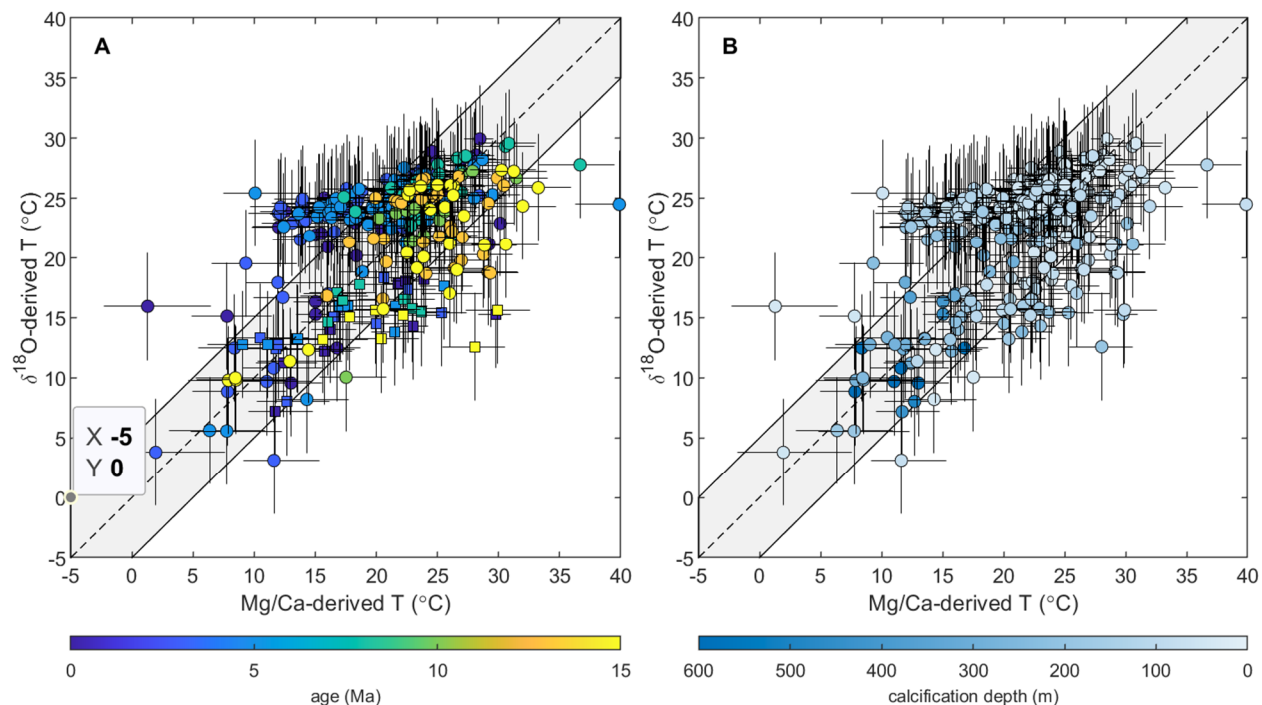 A
40
35
30
25
20
15
10
5
0
-5
δ18O-derived T (°C)
X -5
Y 0
-5 0 5 10 15 20 25 30 35 40
Mg/Ca-derived T (°C)
0 5 10 15
age (Ma)
B
40
35
30
25
20
15
10
5
0
-5
δ18O-derived T (°C)
-5 0 5 10 15 20 25 30 35 40
Mg/Ca-derived T (°C)
600 500 400 300 200 100 0
calcification depth (m)